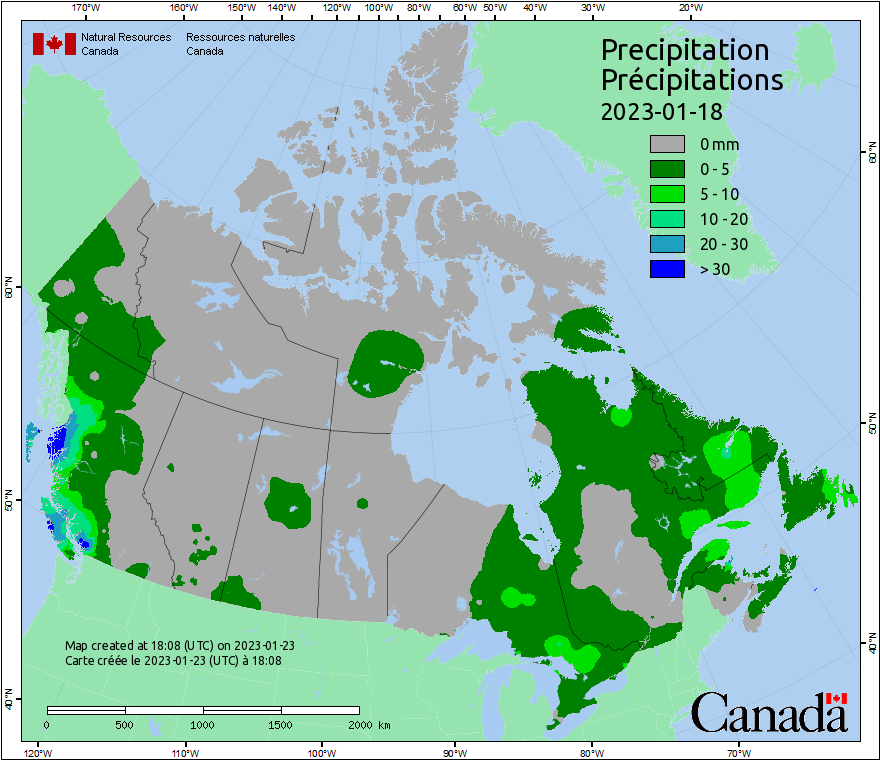 170°W 160°W 150°W 140°W 120°W 100°W 80°W 60°W 50°W 40°W 30°W 20°W
Natural Resources Canada
Ressources naturelles Canada
Precipitation
Précipitations
2023-01-18
0 mm
0 - 5
5 - 10
10 - 20
20 - 30
> 30
60°N
50°N
40°N
60°N
50°N
40°N
Map created at 18:08 (UTC) on 2023-01-23
Carte créée le 2023-01-23 (UTC) à 18:08
0 500 1000 1500 2000 km
Canada
120°W 110°W 100°W 90°W 80°W 70°W